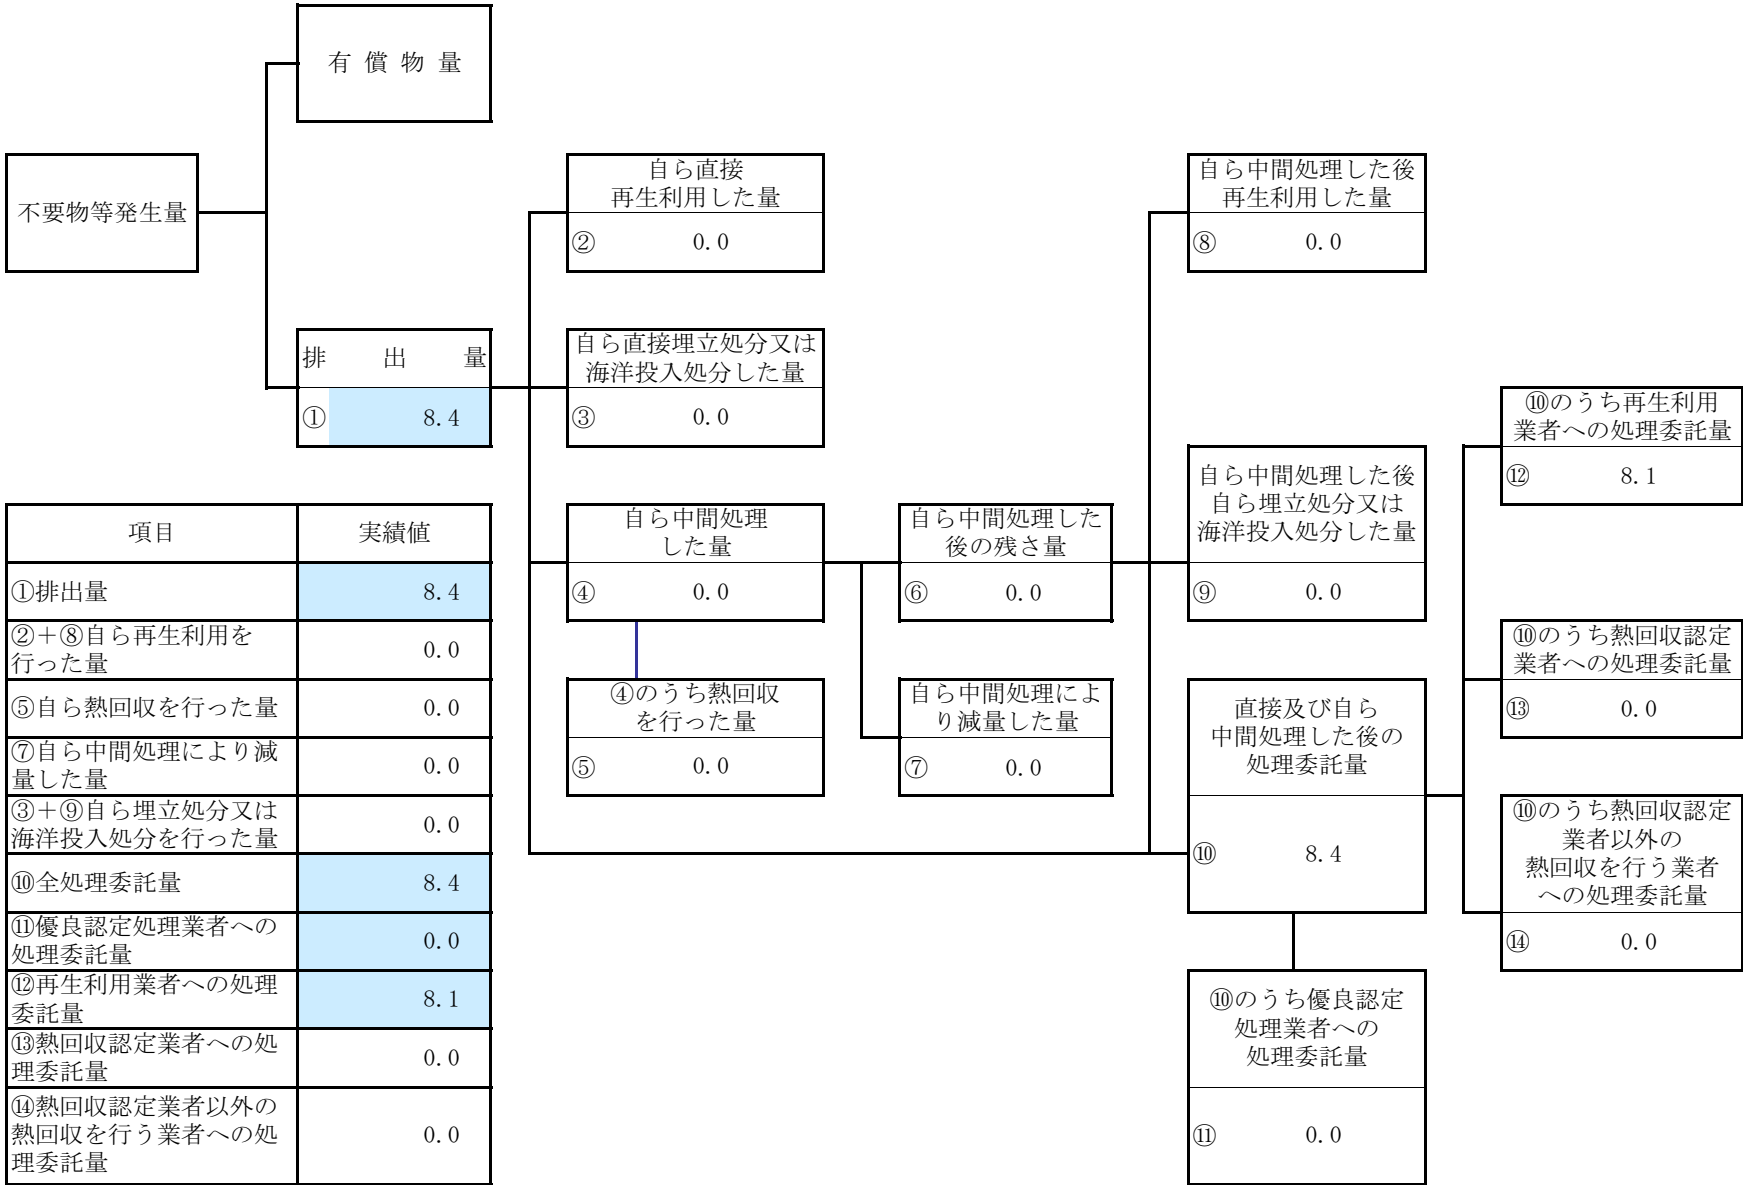 有償物量
不要物等発生量
自ら直接
再生利用した量
② 0.0
自ら中間処理した後
再生利用した量
⑧ 0.0
排出量
① 8.4
自ら直接埋立処分又は
海洋投入処分した量
③ 0.0
⑩のうち再生利用
業者への処理委託量
⑫ 8.1
自ら中間処理した後
自ら埋立処分又は
海洋投入処分した量
⑨ 0.0
自ら中間処理
した量
④ 0.0
自ら中間処理した
後の残さ量
⑥ 0.0
⑩のうち熱回収認定
業者への処理委託量
⑬ 0.0
④のうち熱回収
を行った量
⑤ 0.0
自ら中間処理によ
り減量した量
⑦ 0.0
直接及び自ら
中間処理した後の
処理委託量
⑩ 8.4
⑩のうち熱回収認定
業者以外の
熱回収を行う業者
への処理委託量
⑭ 0.0
⑩のうち優良認定
処理業者への
処理委託量
⑪ 0.0
項目 実績値
①排出量 8.4
②+⑧自ら再生利用を
行った量 0.0
⑤自ら熱回収を行った量 0.0
⑦自ら中間処理により減
量した量 0.0
③+⑨自ら埋立処分又は
海洋投入処分を行った量 0.0
⑩全処理委託量 8.4
⑪優良認定処理業者への
処理委託量 0.0
⑫再生利用業者への処理
委託量 8.1
⑬熱回収認定業者への処
理委託量 0.0
⑭熱回収認定業者以外の
熱回収を行う業者への処
理委託量 0.0